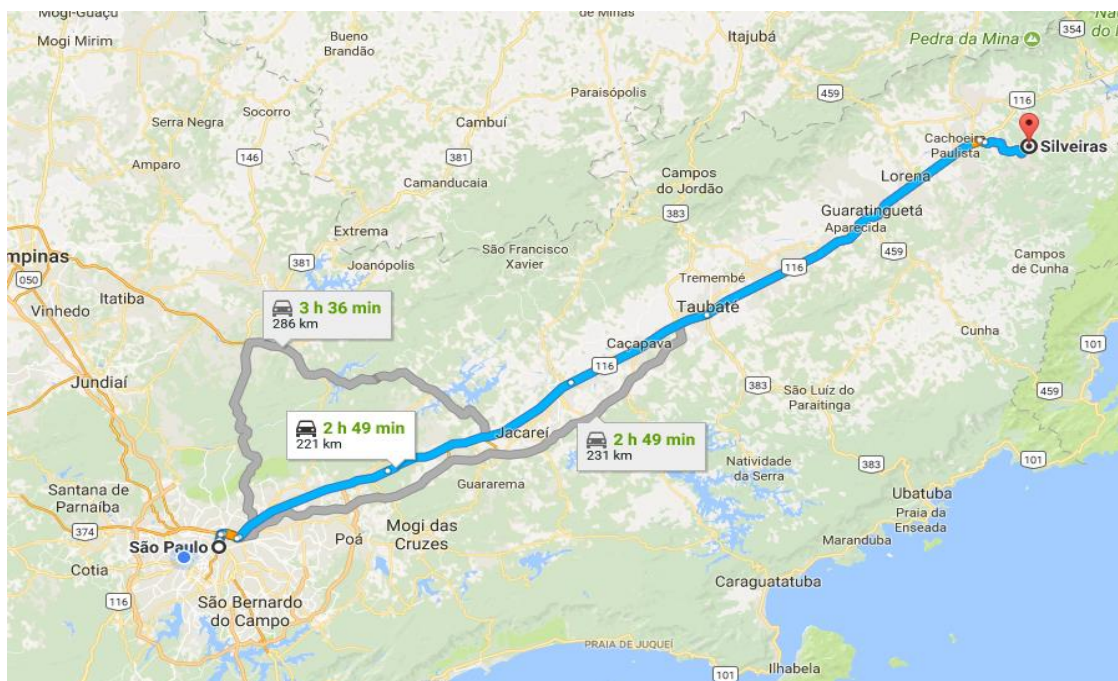 Mogi-Guaçu
Mogi Mirim
de Minas
Bueno
Brandão
Itajubá
Pedra da Mina
354
459
116
Paraisópolis
Socorro
Serra Negra
Cambuí
146
381
Amparo
Camanducaia
Campos
do Jordão
383
Cachoeira
Paulista
Silveiras
Lorena
Guaratinguetá
Aparecida
459
Extrema
São Francisco
Xavier
381
Joanópolis
mpinas
050
Itatiba
Vinhedo
Tremembé
116
Campos
de Cunha
3 h 36 min
286 km
Taubaté
Caçapava
116
Cunha
101
Jundiaí
383
São Luíz do
Paraitinga
459
2 h 49 min
221 km
Jacareí
2 h 49 min
231 km
Natividade
da Serra
383
101
Guararema
Santana de
Parnaíba
Ubatuba
Praia da
Enseada
374
São Paulo
Poá
Mogi das
Cruzes
Maranduba
Cotia
116
São Bernardo
do Campo
Caraguatatuba
PRAIA DE JUQUEÍ
101
Ilhabela